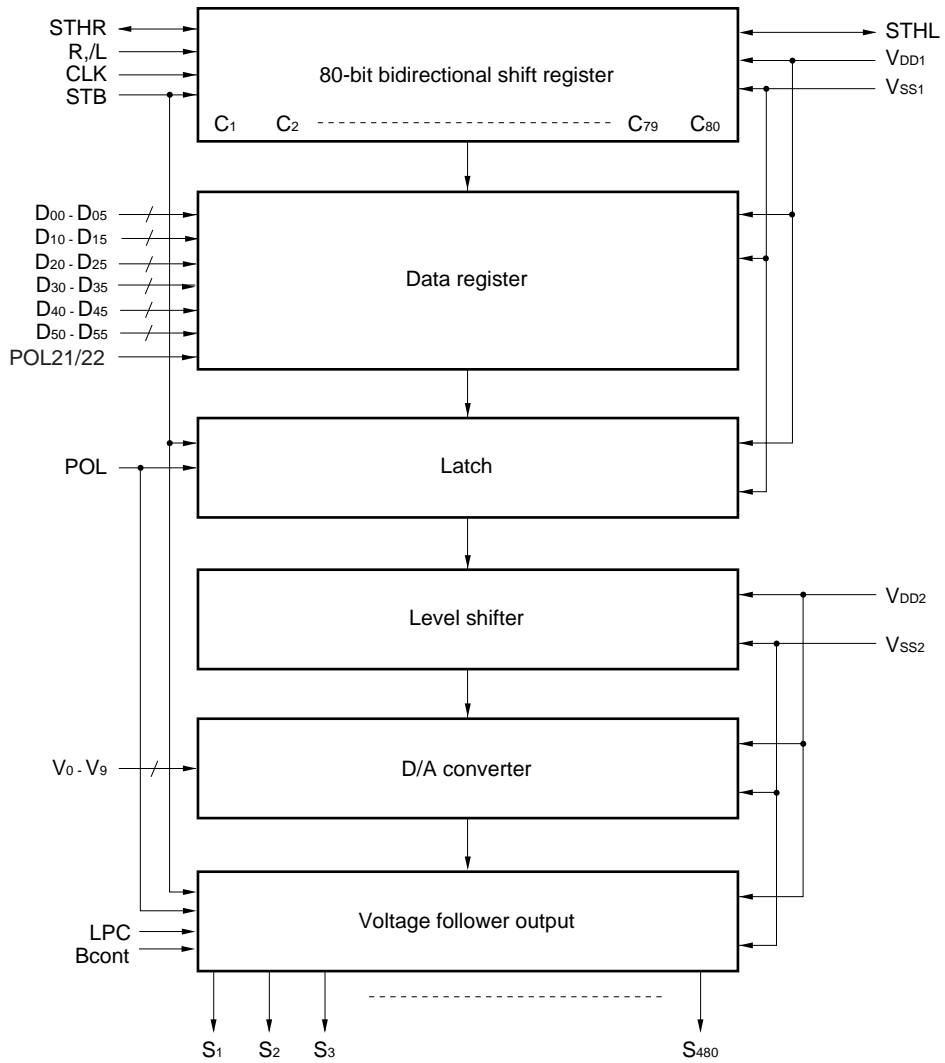 STHR
R,/L
CLK
STB
80-bit bidirectional shift register
C1 C2 C79 C80
STHL
VDD1
VSS1
D00 - D05
D10 - D15
D20 - D25
D30 - D35
D40 - D45
D50 - D55
POL21/22
Data register
POL
Latch
Level shifter
VDD2
VSS2
V0 - V9
D/A converter
LPC
Bcont
Voltage follower output
S1 S2 S3 S480